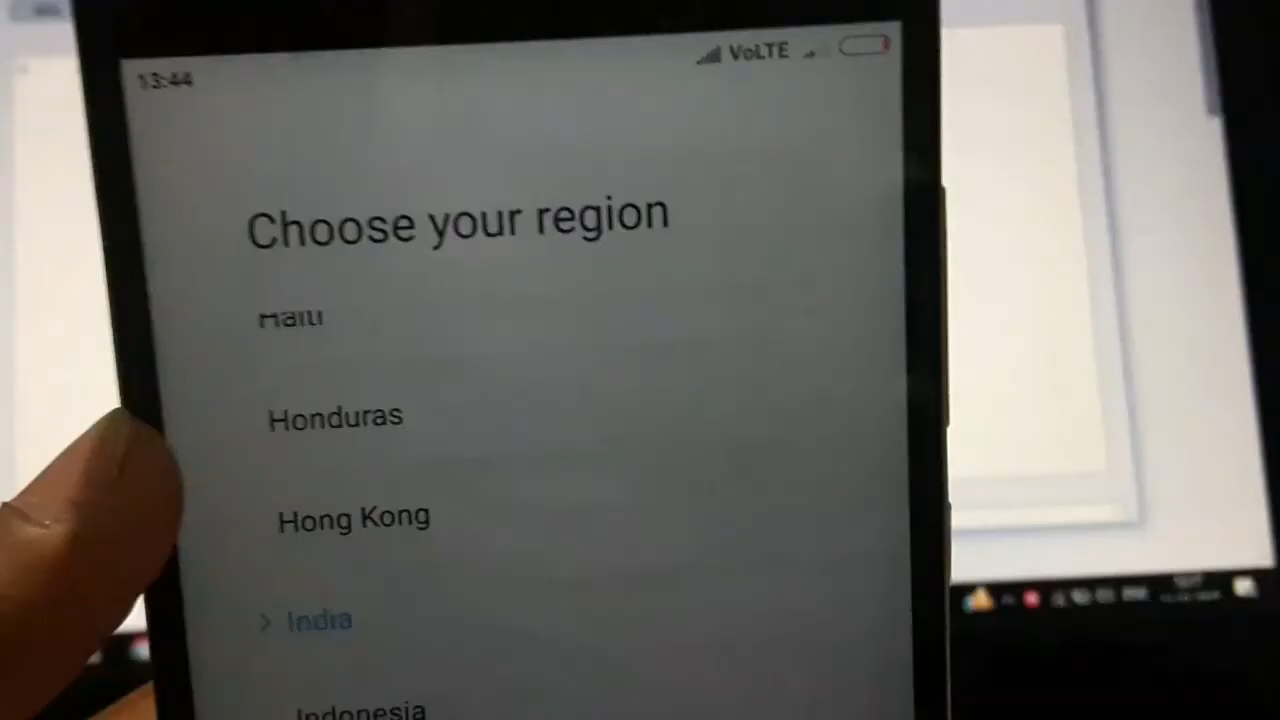 13:44 VoLTE
Choose your region
Haiti
Honduras
Hong Kong
> India
Indonesia